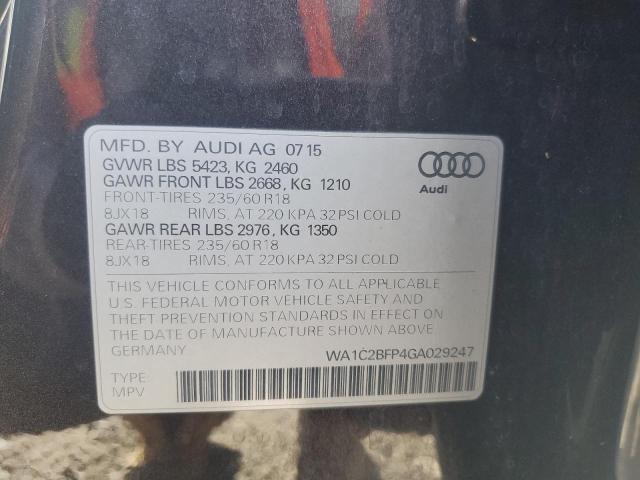 MFD. BY AUDI AG 07 15
GVWR LBS 5423, KG 2460
GAWR FRONT LBS 2668, KG 1210
FRONT-TIRES 235/60 R18
8JX18 RIMS, AT 220 KPA 32 PSI COLD
GAWR REAR LBS 2976, KG 1350
REAR-TIRES 235/60 R18
8JX18 RIMS, AT 220 KPA 32 PSI COLD
Audi
THIS VEHICLE CONFORMS TO ALL APPLICABLE
U.S. FEDERAL MOTOR VEHICLE SAFETY AND
THEFT PREVENTION STANDARDS IN EFFECT ON
THE DATE OF MANUFACTURE SHOWN ABOVE.
GERMANY
WA1C2BFP4GA029247
TYPE:
MPV